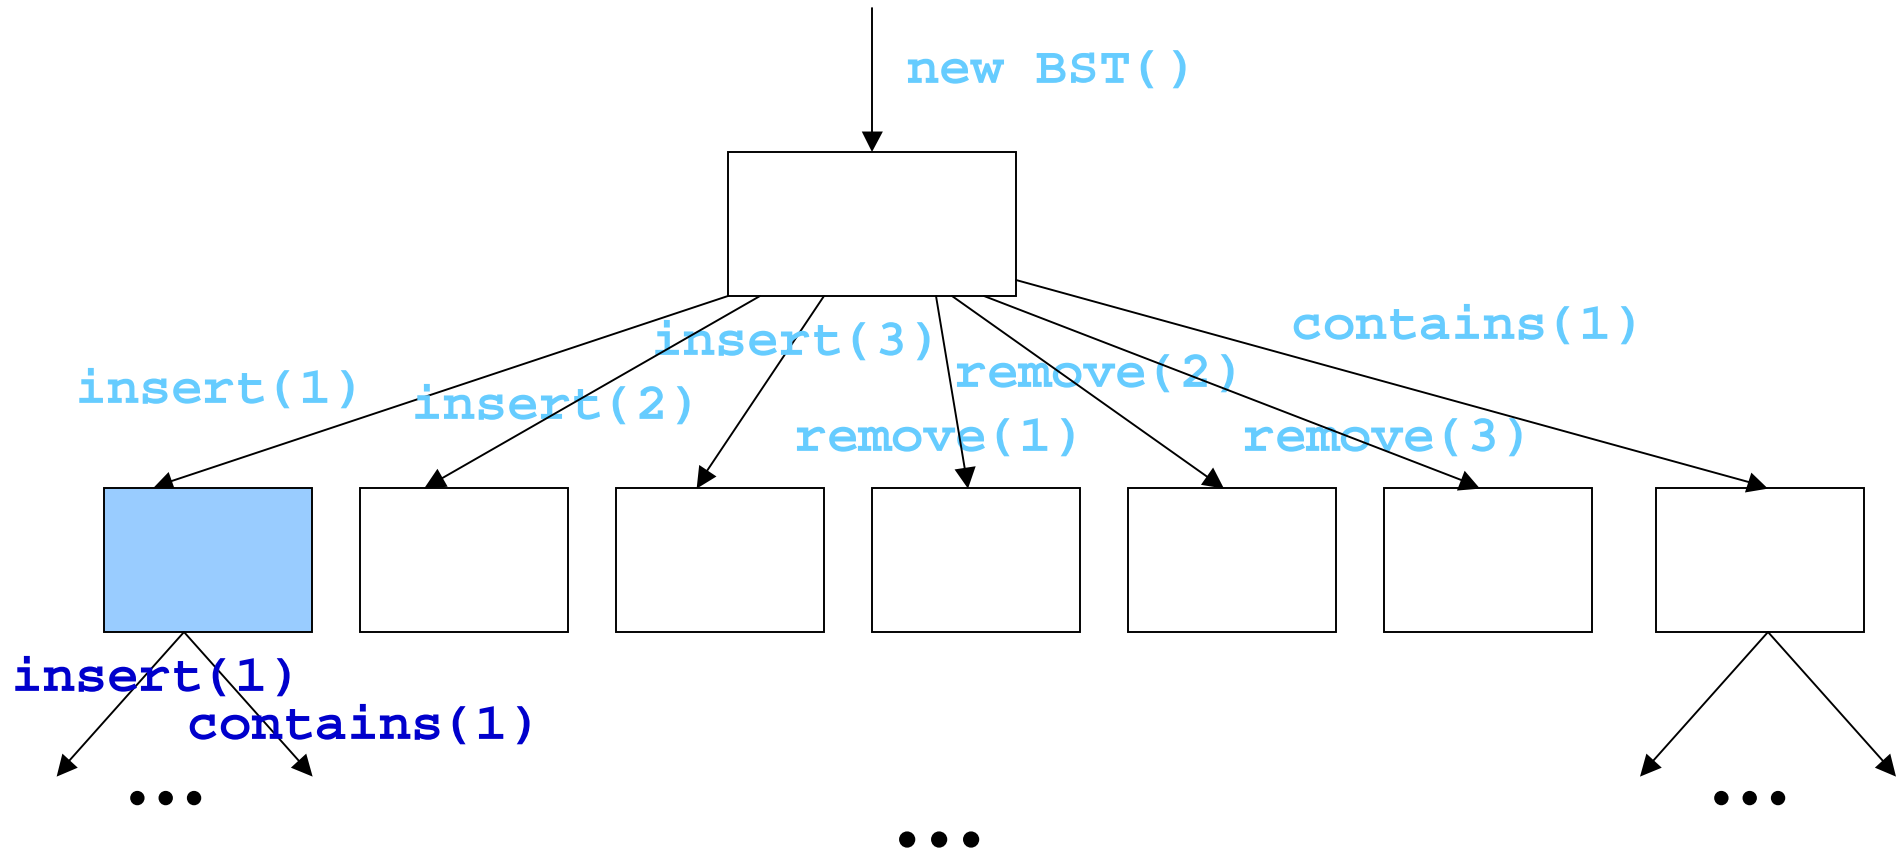 new BST()
insert(1)
insert(2)
insert(3)
remove(1)
remove(2)
remove(3)
contains(1)
insert(1)
contains(1)
...
...
...